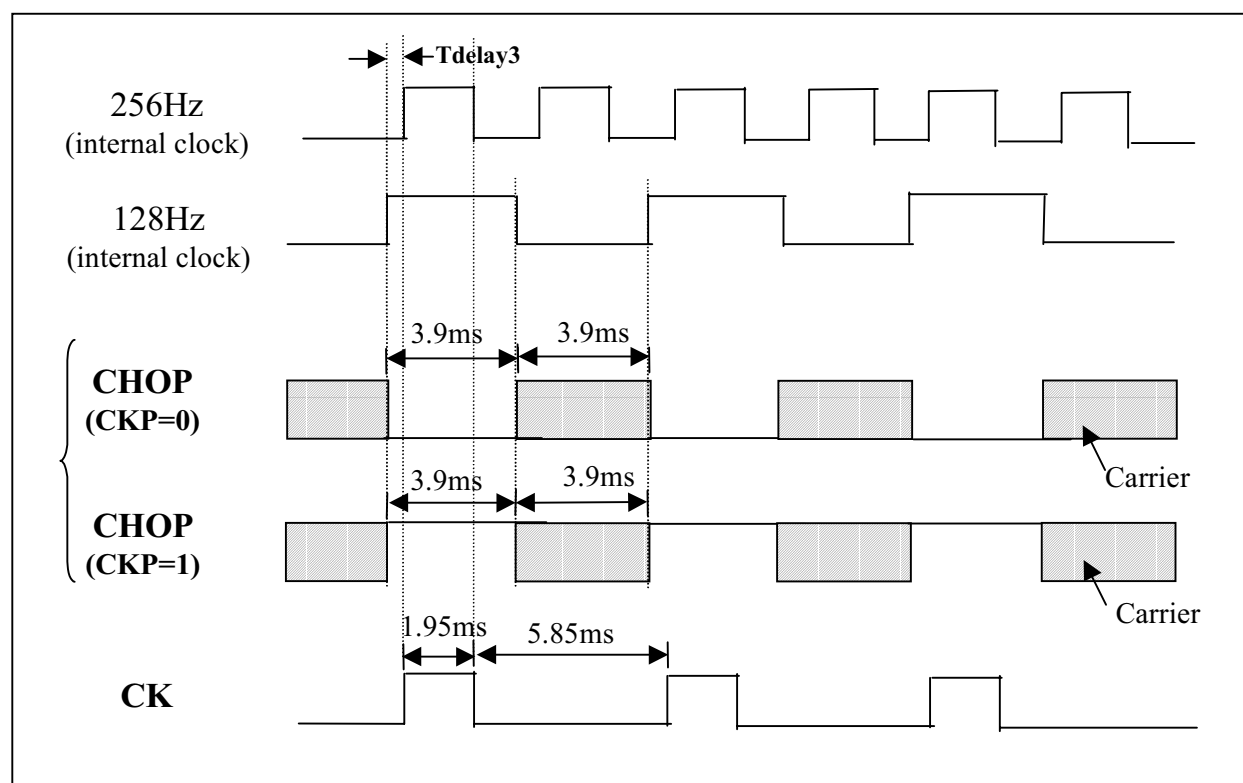 Tdelay3
256Hz
(internal clock)
128Hz
(internal clock)
3.9ms 3.9ms
CHOP
(CKP=0)
Carrier
3.9ms 3.9ms
CHOP
(CKP=1)
Carrier
1.95ms 5.85ms
CK